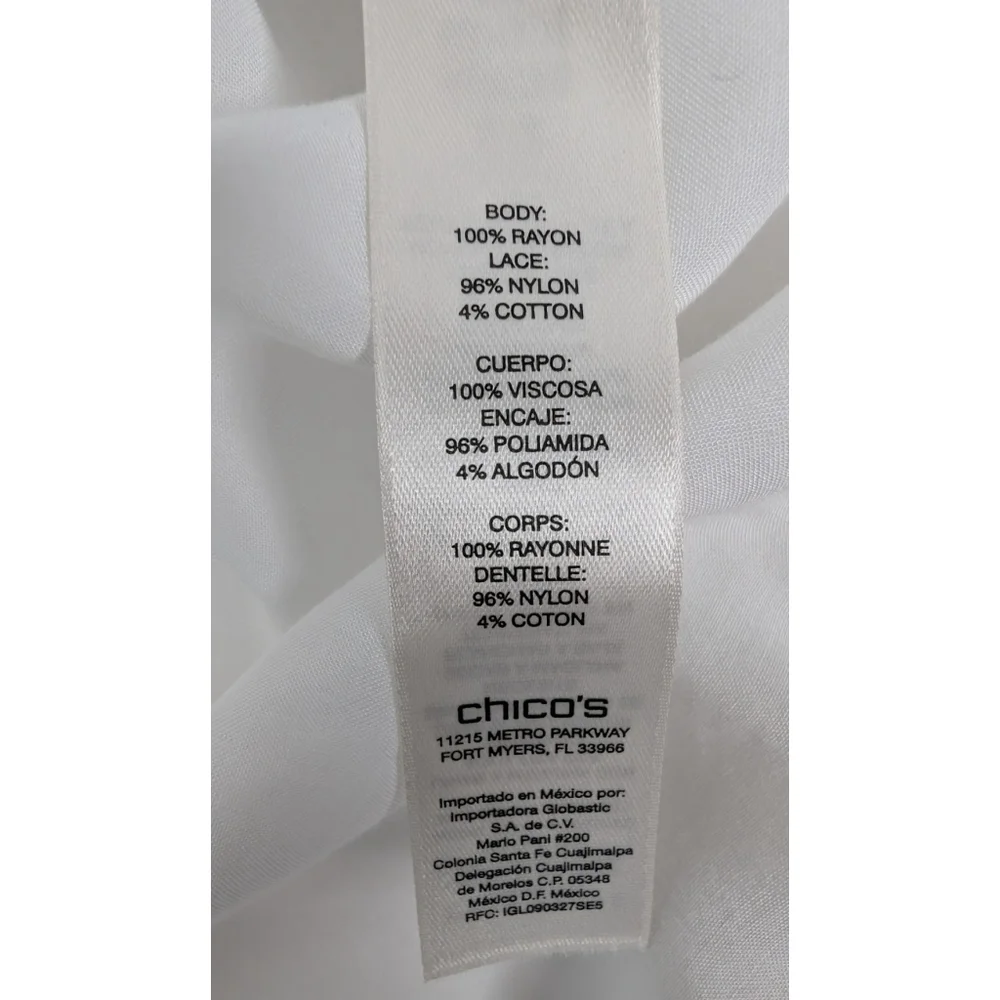 BODY:
100% RAYON
LACE:
96% NYLON
4% COTTON
CUERPO:
100% VISCOSA
ENCAJE:
96% POLIAMIDA
4% ALGODÓN
CORPS:
100% RAYONNE
DENTELLE:
96% NYLON
4% COTON
chico's
11215 METRO PARKWAY
FORT MYERS, FL 33966
Importado en México por:
Importadora Globastic
S.A. de C.V.
Mario Pani #200
Colonia Santa Fe Cuajimalpa
Delegación Cuajimalpa
de Morelos C.P. 05348
México D.F. México
RFC: IGL090327SE5